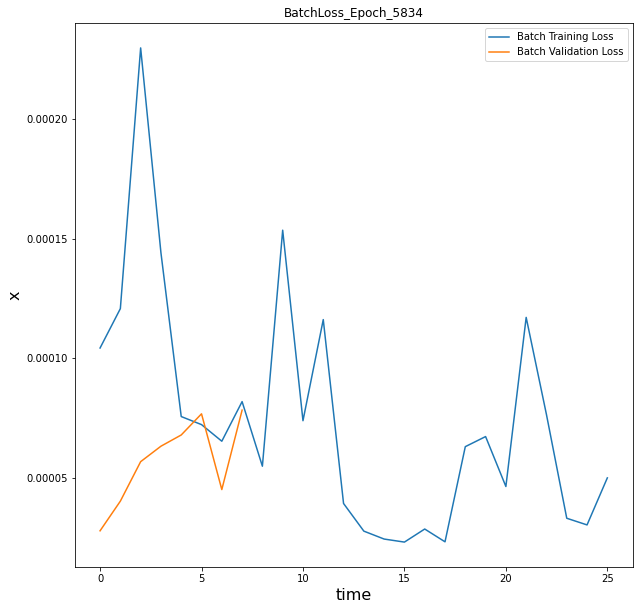 BatchLoss_Epoch_5834
Batch Training Loss
Batch Validation Loss
0.00020
0.00015
x
0.00010
0.00005
0 5 10 15 20 25
time